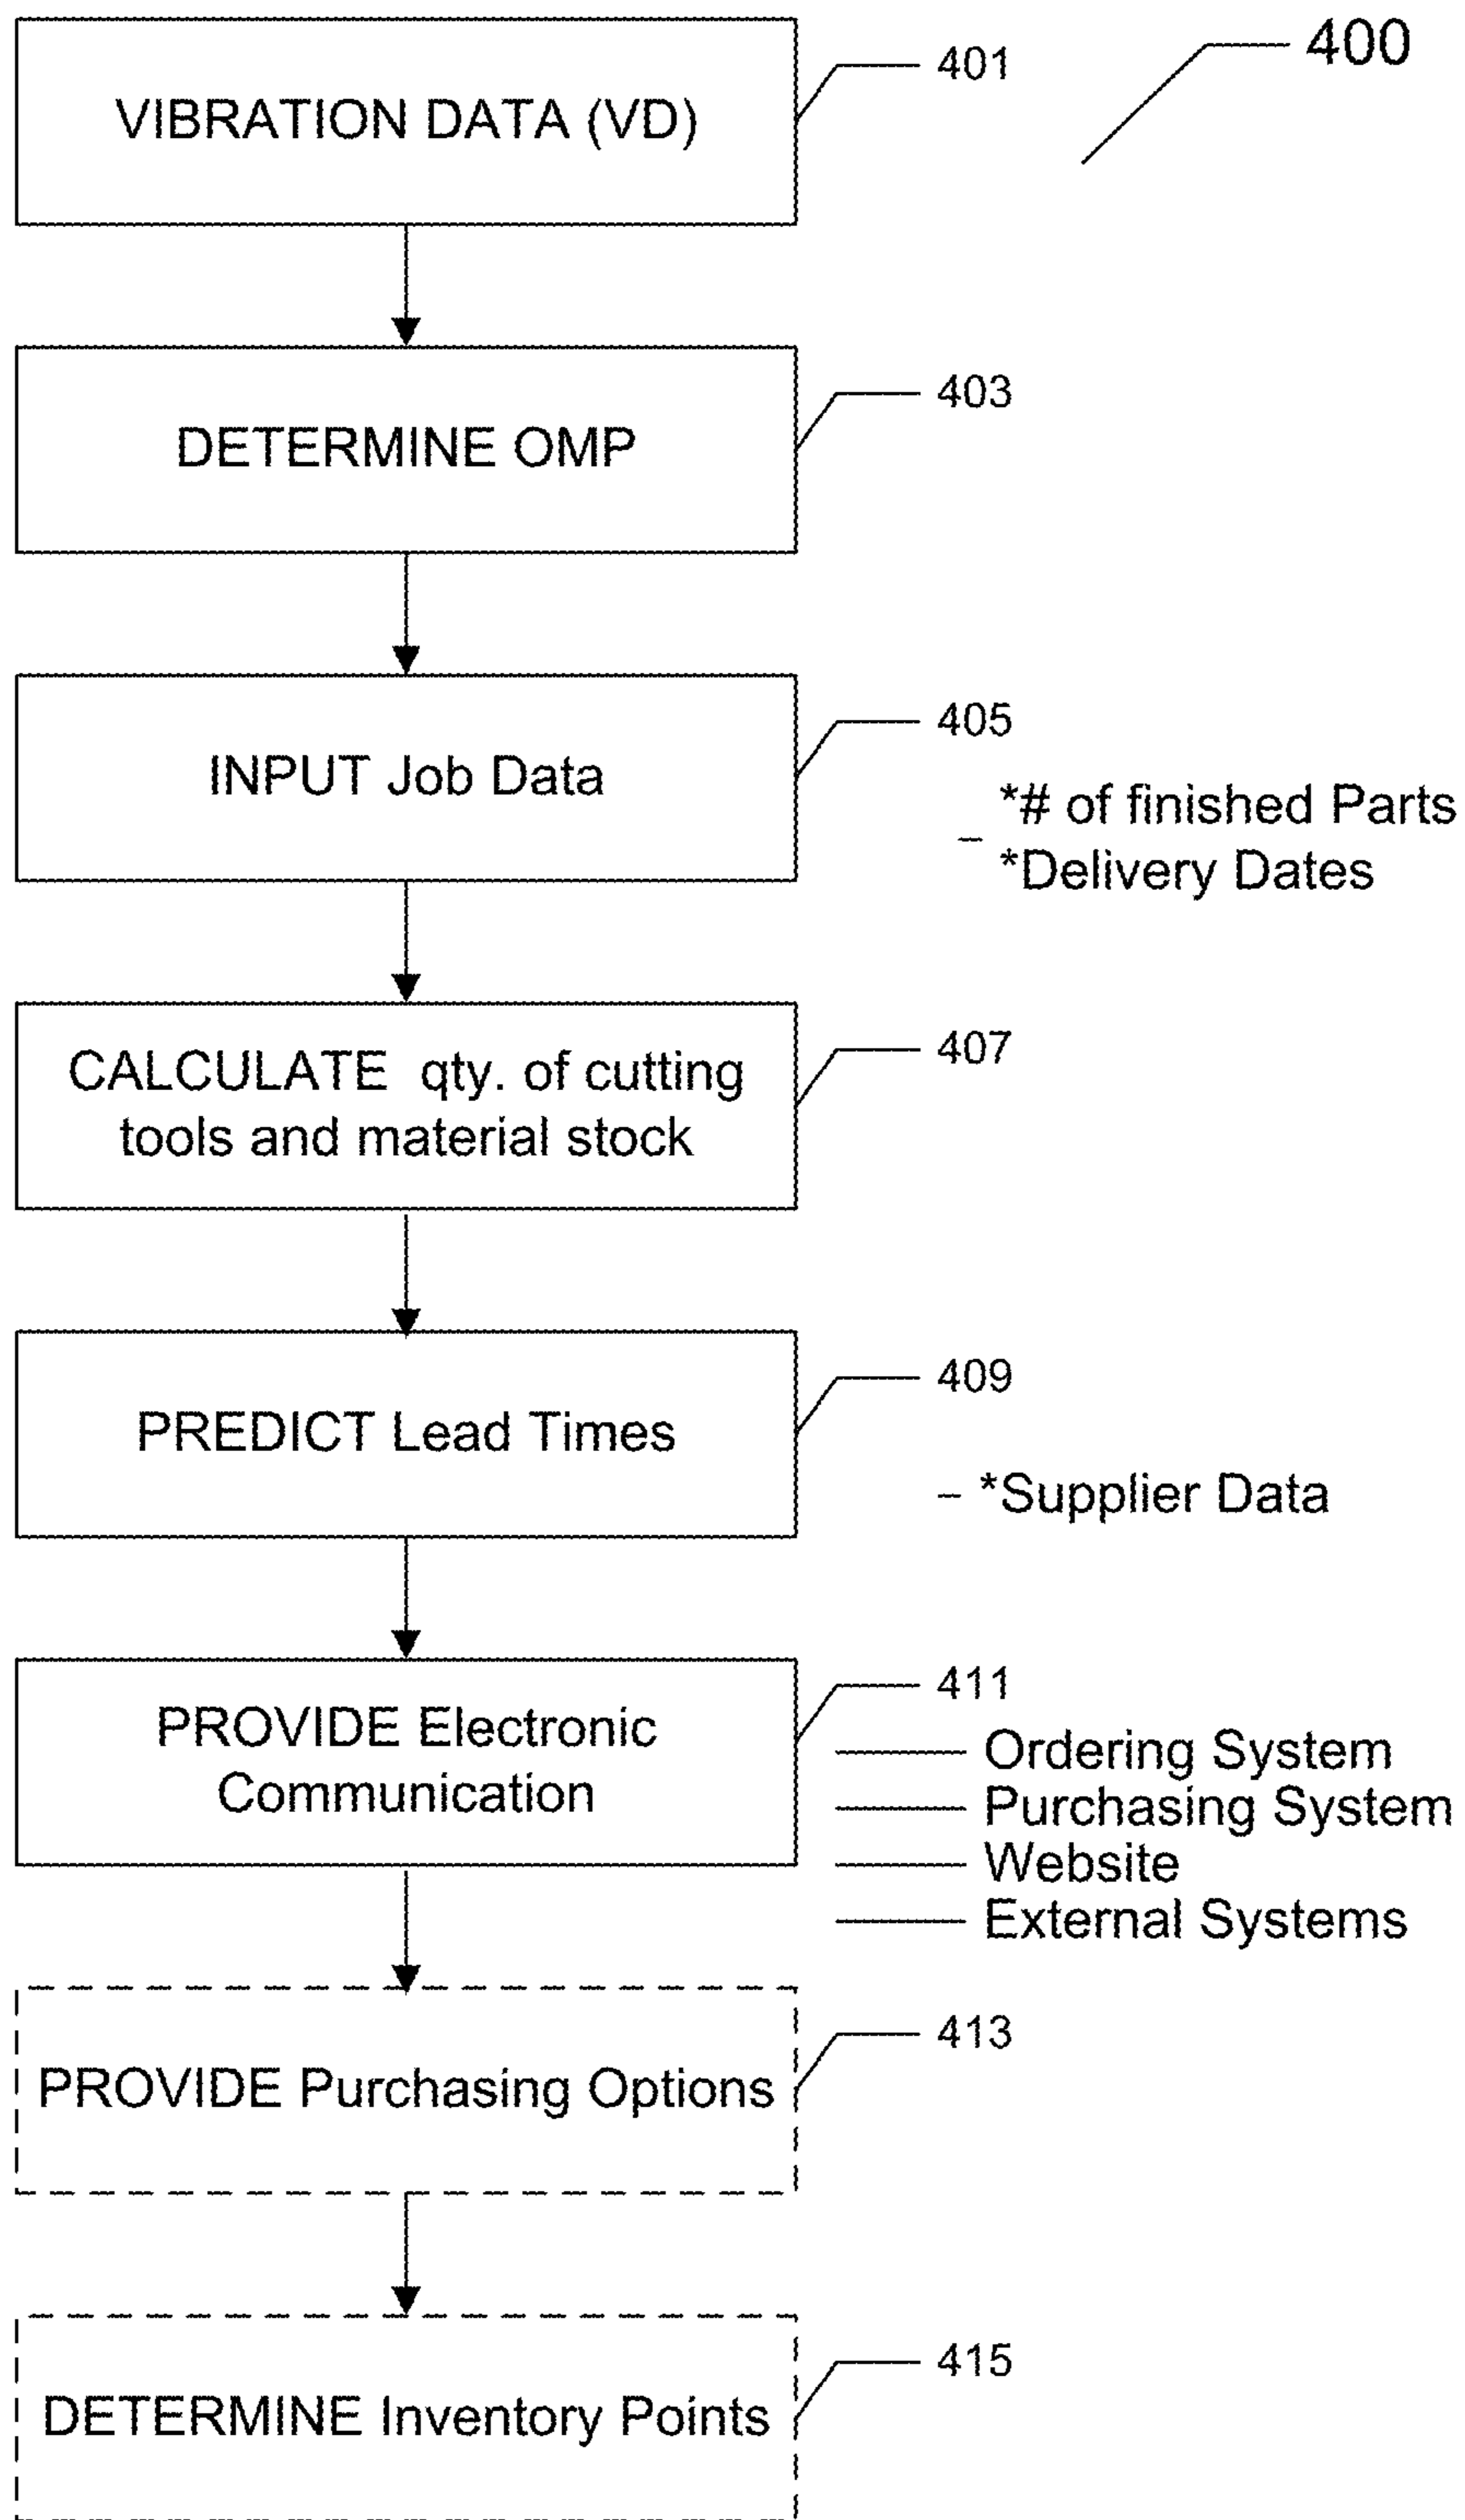 400
VIBRATION DATA (VD)
401
DETERMINE OMP
403
INPUT Job Data
405
*# of finished Parts
*Delivery Dates
CALCULATE qty. of cutting
tools and material stock
407
PREDICT Lead Times
409
*Supplier Data
PROVIDE Electronic
Communication
411
Ordering System
Purchasing System
Website
External Systems
PROVIDE Purchasing Options
413
DETERMINE Inventory Points
415